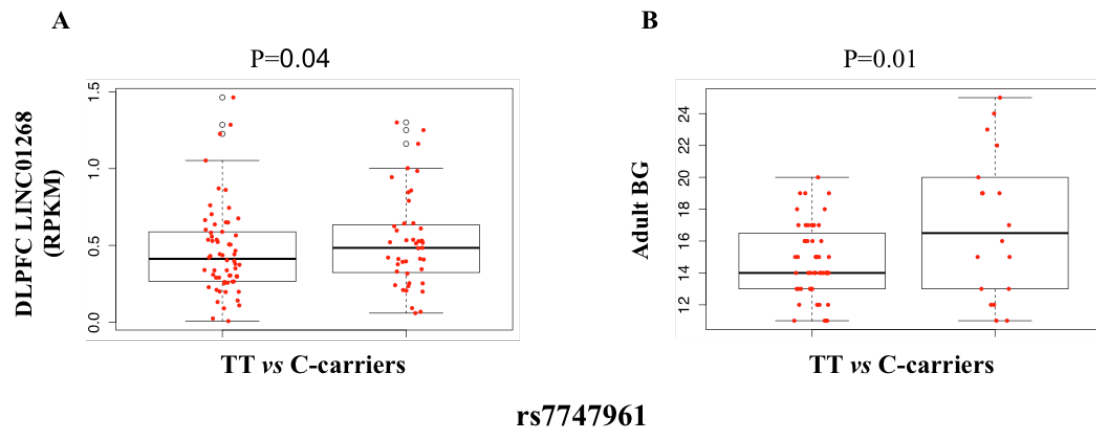 A
P=0.04
DLPFC LINC01268
(RPKM)
1.5
1.0
0.5
0.0
TT vs C-carriers
B
P=0.01
Adult BG
24
22
20
18
16
14
12
TT vs C-carriers
rs7747961